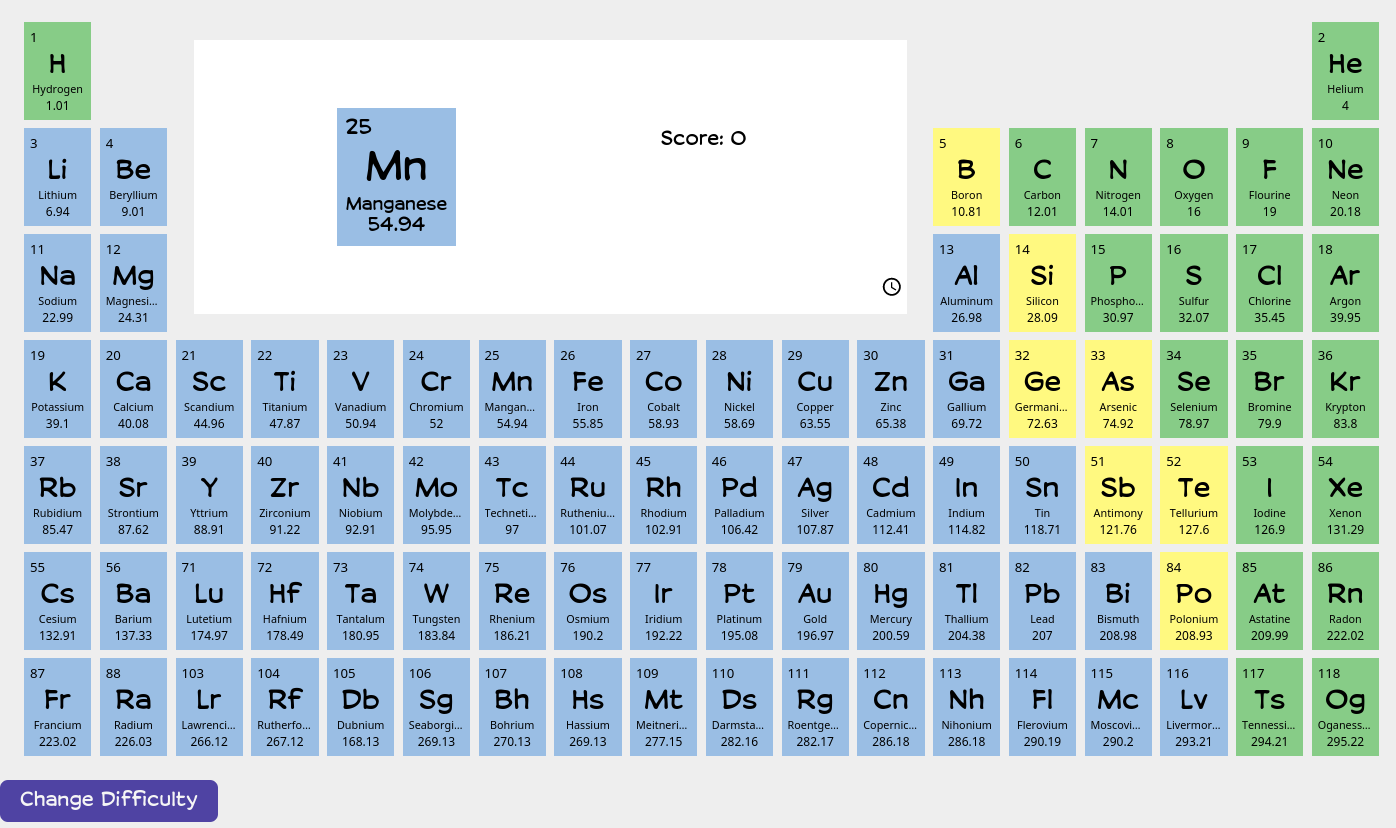 1
H
Hydrogen
1.01
2
He
Helium
4
25
Mn
Manganese
54.94
Score: 0
3
Li
Lithium
6.94
4
Be
Beryllium
9.01
5
B
Boron
10.81
6
C
Carbon
12.01
7
N
Nitrogen
14.01
8
O
Oxygen
16
9
F
Flourine
19
10
Ne
Neon
20.18
11
Na
Sodium
22.99
12
Mg
Magnesi...
24.31
13
Al
Aluminum
26.98
14
Si
Silicon
28.09
15
P
Phospho...
30.97
16
S
Sulfur
32.07
17
Cl
Chlorine
35.45
18
Ar
Argon
39.95
19
K
Potassium
39.1
20
Ca
Calcium
40.08
21
Sc
Scandium
44.96
22
Ti
Titanium
47.87
23
V
Vanadium
50.94
24
Cr
Chromium
52
25
Mn
Mangan...
54.94
26
Fe
Iron
55.85
27
Co
Cobalt
58.93
28
Ni
Nickel
58.69
29
Cu
Copper
63.55
30
Zn
Zinc
65.38
31
Ga
Gallium
69.72
32
Ge
Germani...
72.63
33
As
Arsenic
74.92
34
Se
Selenium
78.97
35
Br
Bromine
79.9
36
Kr
Krypton
83.8
37
Rb
Rubidium
85.47
38
Sr
Strontium
87.62
39
Y
Yttrium
88.91
40
Zr
Zirconium
91.22
41
Nb
Niobium
92.91
42
Mo
Molybde...
95.95
43
Tc
Techneti...
97
44
Ru
Rutheniu...
101.07
45
Rh
Rhodium
102.91
46
Pd
Palladium
106.42
47
Ag
Silver
107.87
48
Cd
Cadmium
112.41
49
In
Indium
114.82
50
Sn
Tin
118.71
51
Sb
Antimony
121.76
52
Te
Tellurium
127.6
53
I
Iodine
126.9
54
Xe
Xenon
131.29
55
Cs
Cesium
132.91
56
Ba
Barium
137.33
71
Lu
Lutetium
174.97
72
Hf
Hafnium
178.49
73
Ta
Tantalum
180.95
74
W
Tungsten
183.84
75
Re
Rhenium
186.21
76
Os
Osmium
190.2
77
Ir
Iridium
192.22
78
Pt
Platinum
195.08
79
Au
Gold
196.97
80
Hg
Mercury
200.59
81
Tl
Thallium
204.38
82
Pb
Lead
207
83
Bi
Bismuth
208.98
84
Po
Polonium
208.93
85
At
Astatine
209.99
86
Rn
Radon
222.02
87
Fr
Francium
223.02
88
Ra
Radium
226.03
103
Lr
Lawrenci...
266.12
104
Rf
Rutherfo...
267.12
105
Db
Dubnium
168.13
106
Sg
Seaborgi...
269.13
107
Bh
Bohrium
270.13
108
Hs
Hassium
269.13
109
Mt
Meitneri...
277.15
110
Ds
Darmsta...
282.16
111
Rg
Roentge...
282.17
112
Cn
Copernic...
286.18
113
Nh
Nihonium
286.18
114
Fl
Flerovium
290.19
115
Mc
Moscovi...
290.2
116
Lv
Livermor...
293.21
117
Ts
Tennessi...
294.21
118
Og
Oganess...
295.22
Change Difficulty